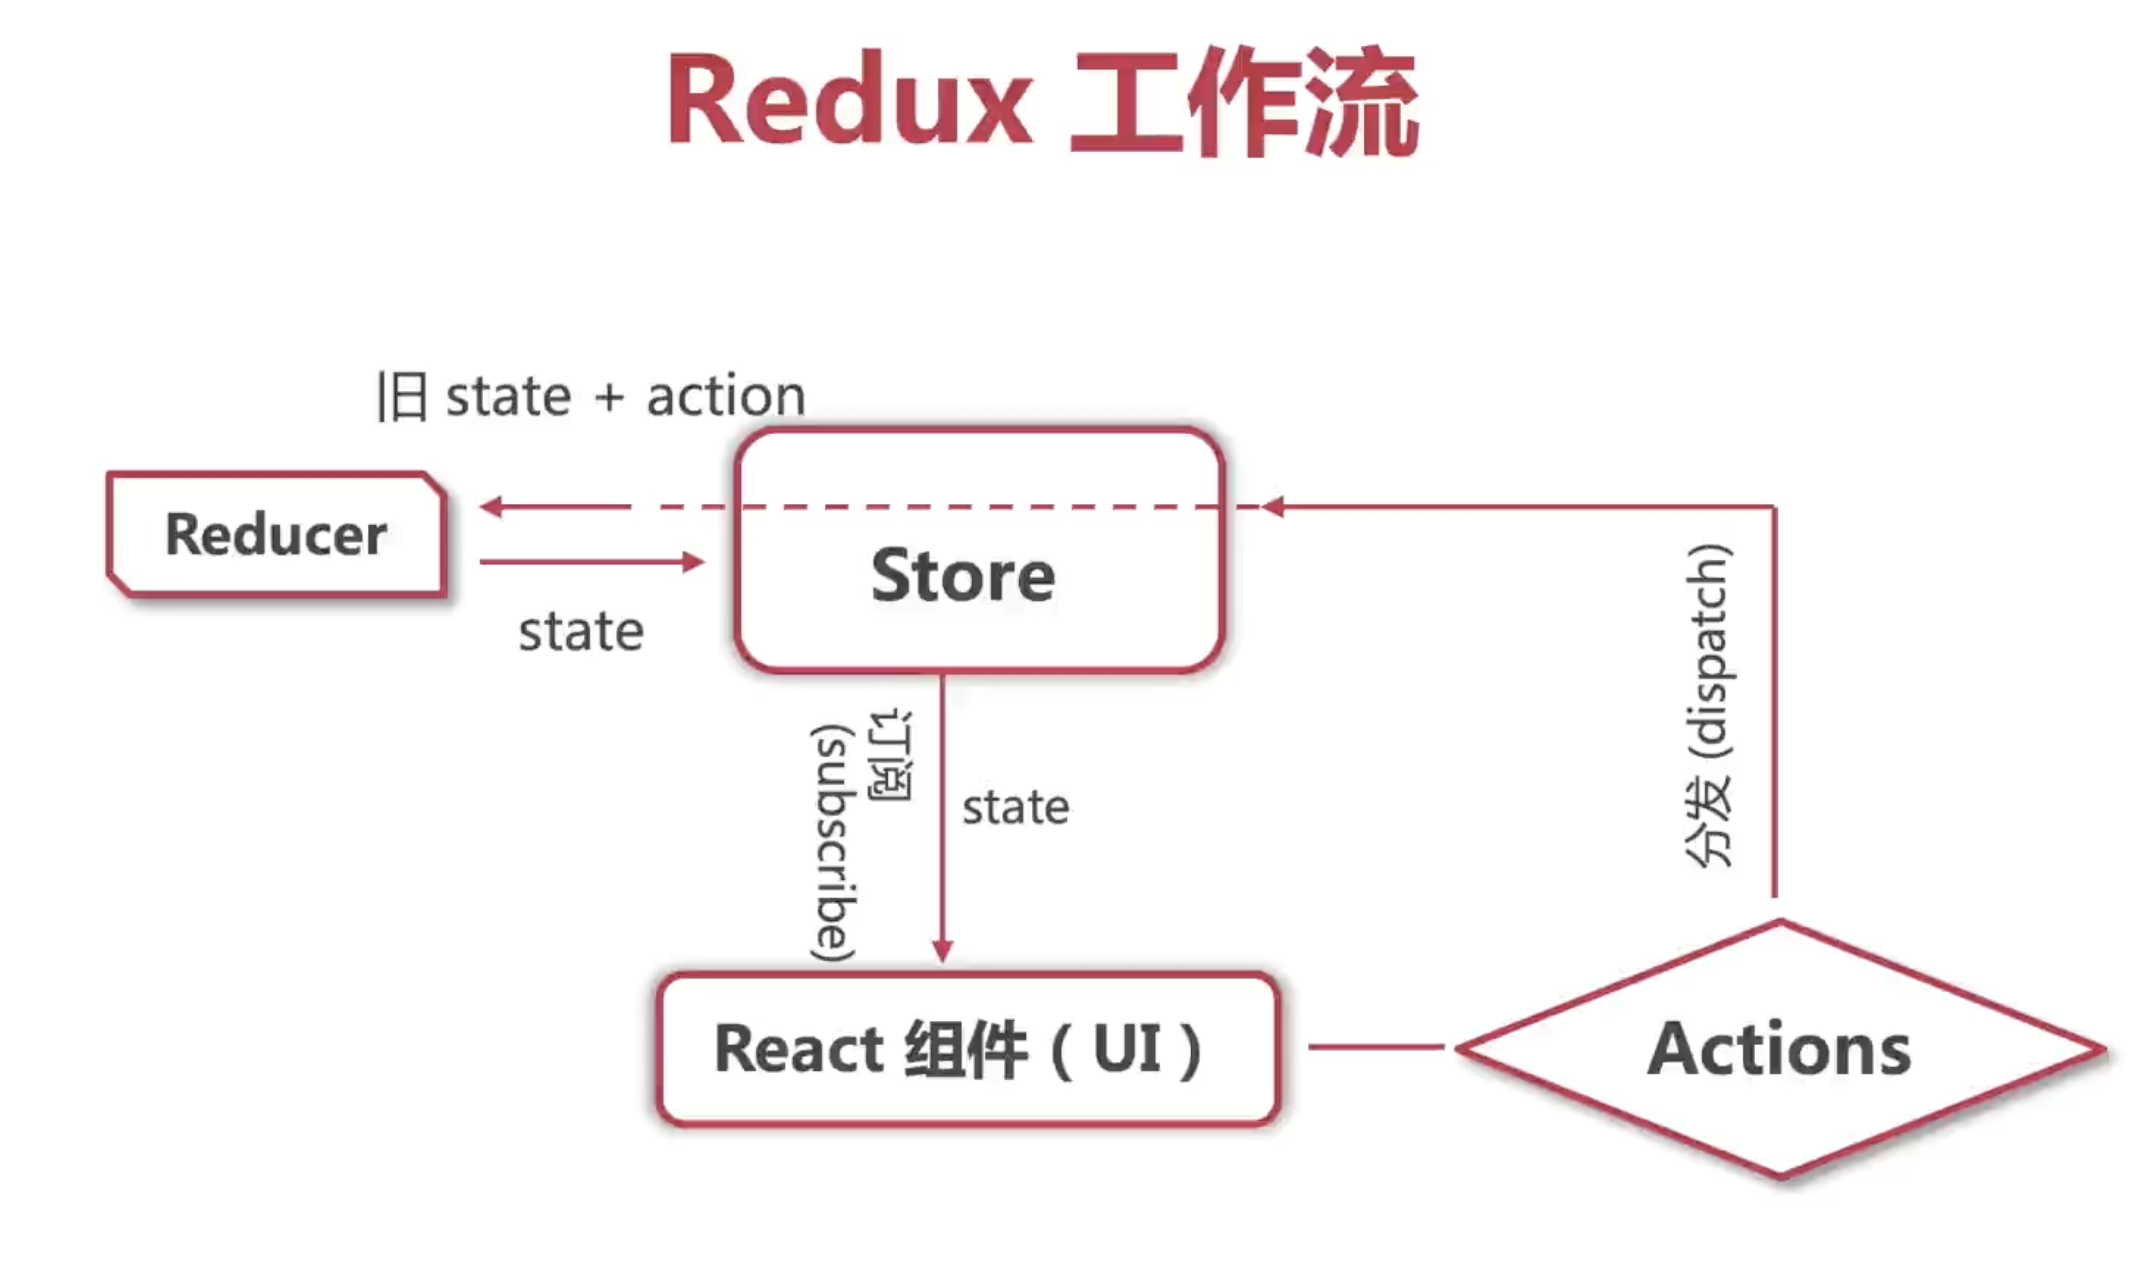 Redux 工作流
旧 state + action
Reducer
Store
state
订阅
(subscribe)
state
分发 (dispatch)
React 组件（UI）
Actions